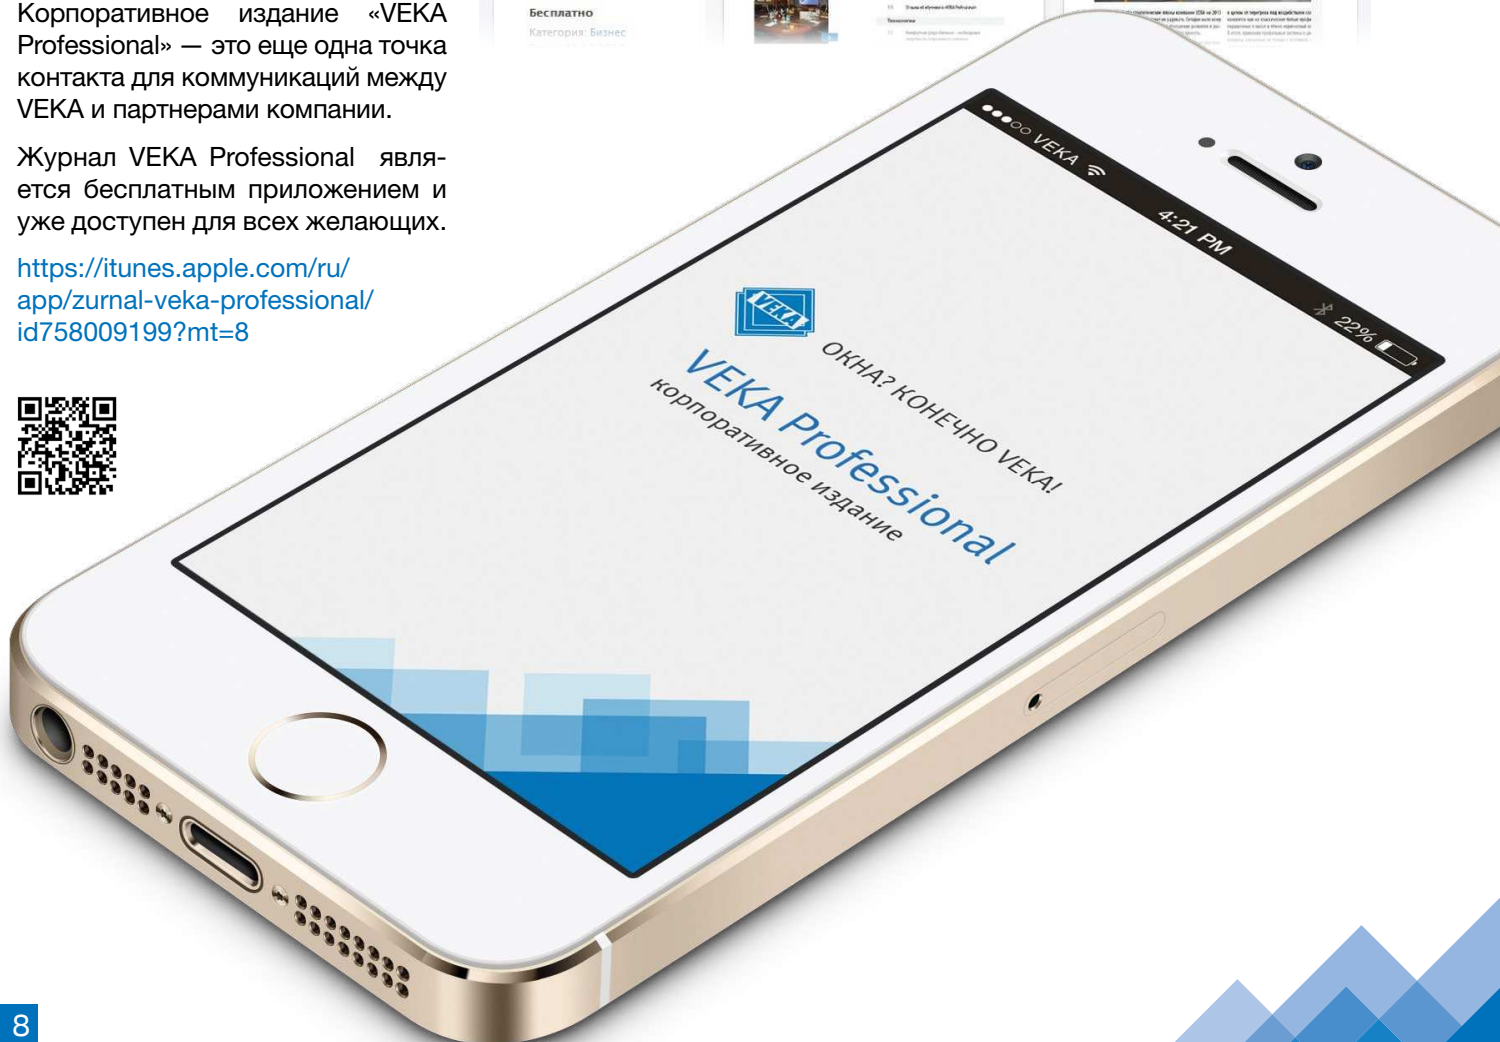 Корпоративное издание «VEKA
Professional» — это еще одна точка
контакта для коммуникаций между
VEKA и партнерами компании.
Журнал VEKA Professional явля-
ется бесплатным приложением и
уже доступен для всех желающих.
https://itunes.apple.com/ru/
app/zurnal-veka-professional/
id758009199?mt=8
Бесплатно
Категория: Бизнес
Технологии
VEKA
4:21 PM
22%
VEKA
ОКНА? КОНЕЧНО VEKA!
VEKA Professional
корпоративное издание
8